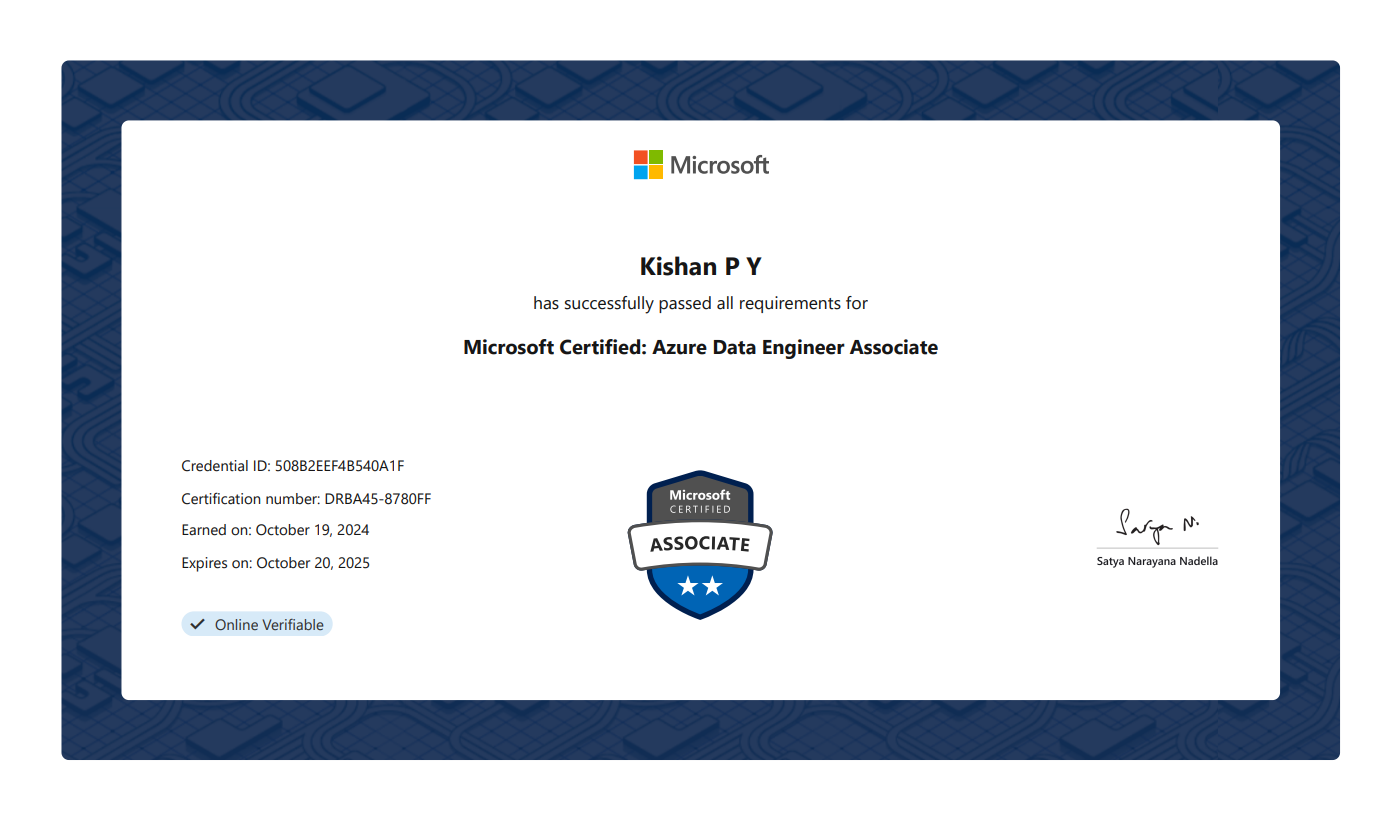 Microsoft
Kishan P Y
has successfully passed all requirements for
Microsoft Certified: Azure Data Engineer Associate
Credential ID: 508B2EEF4B540A1F
Certification number: DRBA45-8780FF
Earned on: October 19, 2024
Expires on: October 20, 2025
Online Verifiable
Microsoft
CERTIFIED
ASSOCIATE
Satya N.
Satya Narayana Nadella